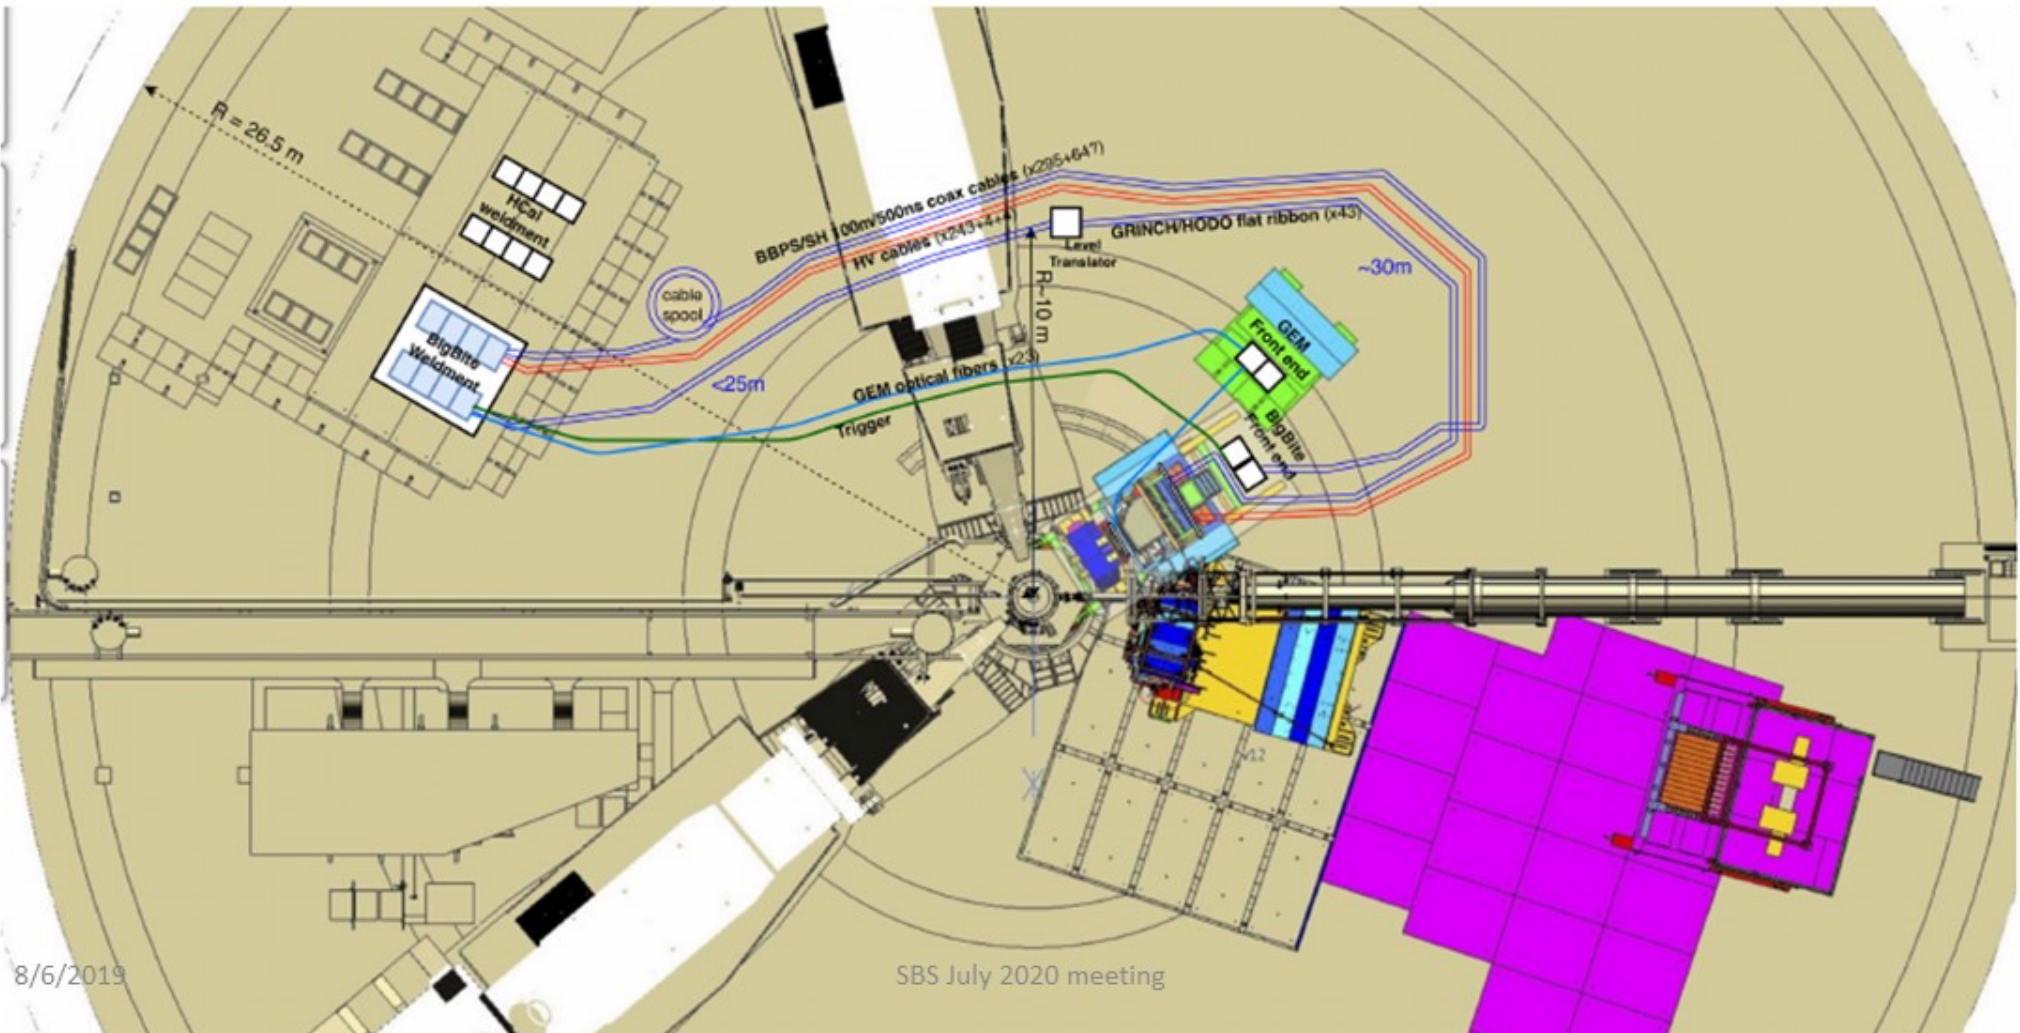 R = 26.5 m
HCal
weldment
BigBite
Weldment
cable
spool
BBPS/SH 100m/500ns coax cables (x295+647)
HV cables (x243+4+4)
Level
Translator
GRINCH/HODO flat ribbon (x43)
~30m
R~10 m
GEM
Front end
<25m
GEM optical fibers (x23)
Trigger
BigBite
Front end
v12
8/6/2019
SBS July 2020 meeting